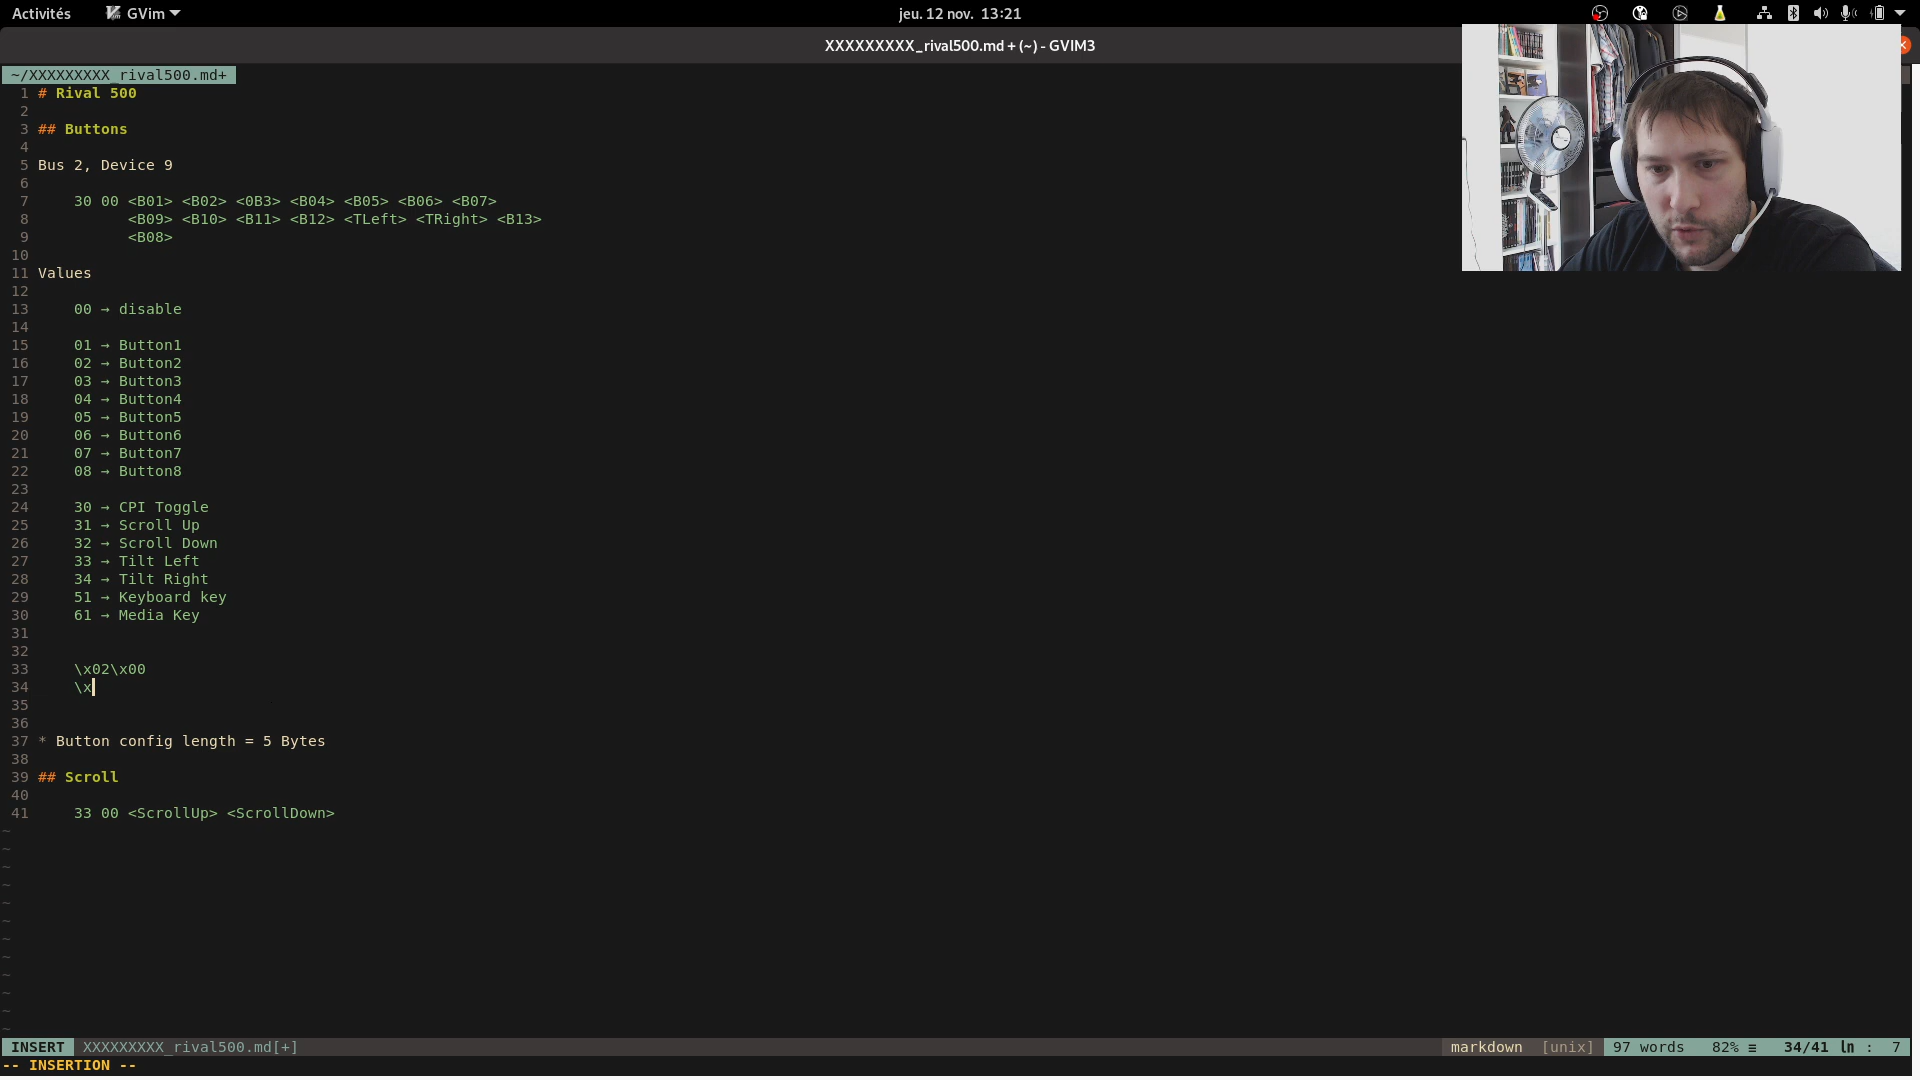 Activités GVim jeu. 12 nov. 13:21
XXXXXXXXX_rival500.md + (~) - GVIM3
~/XXXXXXXXX_rival500.md+
1 # Rival 500
2
3 ## Buttons
4
5 Bus 2, Device 9
6
7 30 00 <B01> <B02> <0B3> <B04> <B05> <B06> <B07>
8 <B09> <B10> <B11> <B12> <TLeft> <TRight> <B13>
9 <B08>
10
11 Values
12
13 00 → disable
14
15 01 → Button1
16 02 → Button2
17 03 → Button3
18 04 → Button4
19 05 → Button5
20 06 → Button6
21 07 → Button7
22 08 → Button8
23
24 30 → CPI Toggle
25 31 → Scroll Up
26 32 → Scroll Down
27 33 → Tilt Left
28 34 → Tilt Right
29 51 → Keyboard key
30 61 → Media Key
31
32
33 \x02\x00
34 \x
35
36
37 * Button config length = 5 Bytes
38
39 ## Scroll
40
41 33 00 <ScrollUp> <ScrollDown>
~
~
~
~
~
~
~
~
~
~
~
~
INSERT XXXXXXXXX_rival500.md[+] markdown [unix] 97 words 82% ≡ 34/41 ln : 7
-- INSERTION --